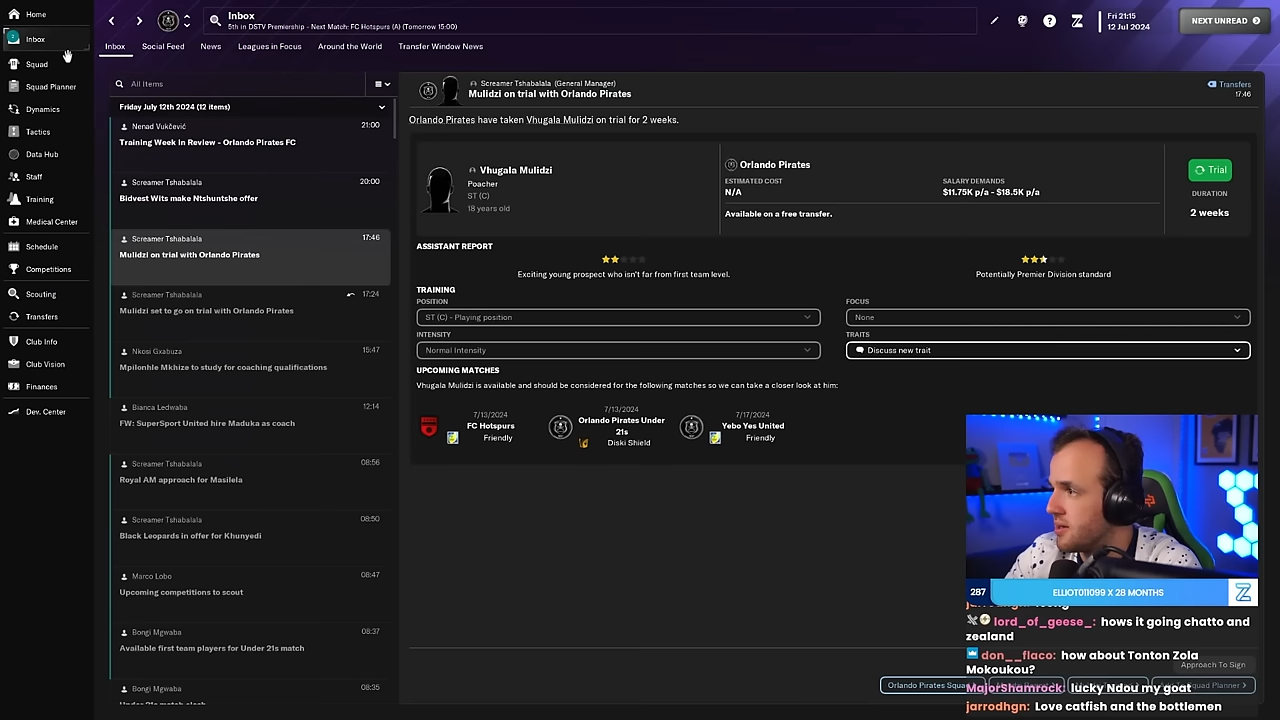 Home
Inbox
Squad
Squad Planner
Dynamics
Tactics
Data Hub
Staff
Training
Medical Center
Schedule
Competitions
Scouting
Transfers
Club Info
Club Vision
Finances
Dev. Center
Inbox
5th in DSTV Premiership - Next Match: FC Hotspurs (A) (Tomorrow 15:00)
Fri 21:15
12 Jul 2024
NEXT UNREAD
Inbox
Social Feed
News
Leagues in Focus
Around the World
Transfer Window News
All Items
Friday July 12th 2024 (12 items)
Nenad Vukčević 21:00
Training Week In Review - Orlando Pirates FC
Screamer Tshabalala 20:00
Bidvest Wits make Ntshuntshe offer
Screamer Tshabalala 17:46
Mulidzi on trial with Orlando Pirates
Screamer Tshabalala 17:24
Mulidzi set to go on trial with Orlando Pirates
Nkosi Gxabuza 15:47
Mpilonhle Mkhize to study for coaching qualifications
Bianca Ledwaba 12:14
FW: SuperSport United hire Maduka as coach
Screamer Tshabalala 08:56
Royal AM approach for Masilela
Screamer Tshabalala 08:50
Black Leopards in offer for Khunyedi
Marco Lobo 08:47
Upcoming competitions to scout
Bongi Mgwaba 08:37
Available first team players for Under 21s match
Bongi Mgwaba 08:35
Screamer Tshabalala (General Manager)
Mulidzi on trial with Orlando Pirates
Transfers
17:46
Orlando Pirates have taken Vhugala Mulidzi on trial for 2 weeks.
Vhugala Mulidzi
Poacher
ST (C)
18 years old
Orlando Pirates
ESTIMATED COST
N/A
SALARY DEMANDS
$11.75K p/a - $18.5K p/a
Available on a free transfer.
Trial
DURATION
2 weeks
ASSISTANT REPORT
Exciting young prospect who isn't far from first team level.
Potentially Premier Division standard
TRAINING
POSITION
ST (C) - Playing position
FOCUS
None
INTENSITY
Normal Intensity
TRAITS
Discuss new trait
UPCOMING MATCHES
Vhugala Mulidzi is available and should be considered for the following matches so we can take a closer look at him:
7/13/2024
FC Hotspurs
Friendly
7/13/2024
Orlando Pirates Under
21s
Diski Shield
7/17/2024
Yebo Yes United
Friendly
287
ELLIOT011099 X 28 MONTHS
lord_of_geese_: hows it going chatto and
zealand
don__flaco: how about Tonton Zola
Mokoukou?
MajorShamrock: lucky Ndou my goat
jarrodhgn: Love catfish and the bottlemen
Approach To Sign
Orlando Pirates Squad
Squad Planner